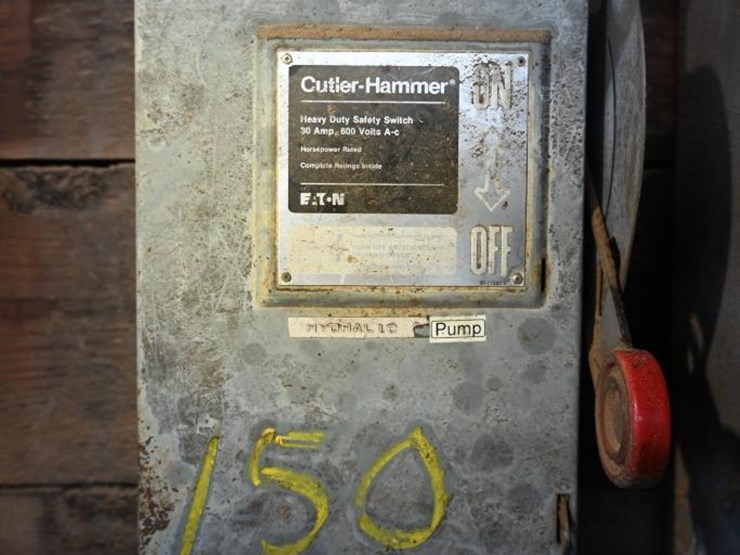 Cutler-Hammer®
Heavy Duty Safety Switch
30 Amp, 600 Volts A-c
Horsepower Rated
Complete Ratings Inside
E·T·N
ON
OFF
Pump
150